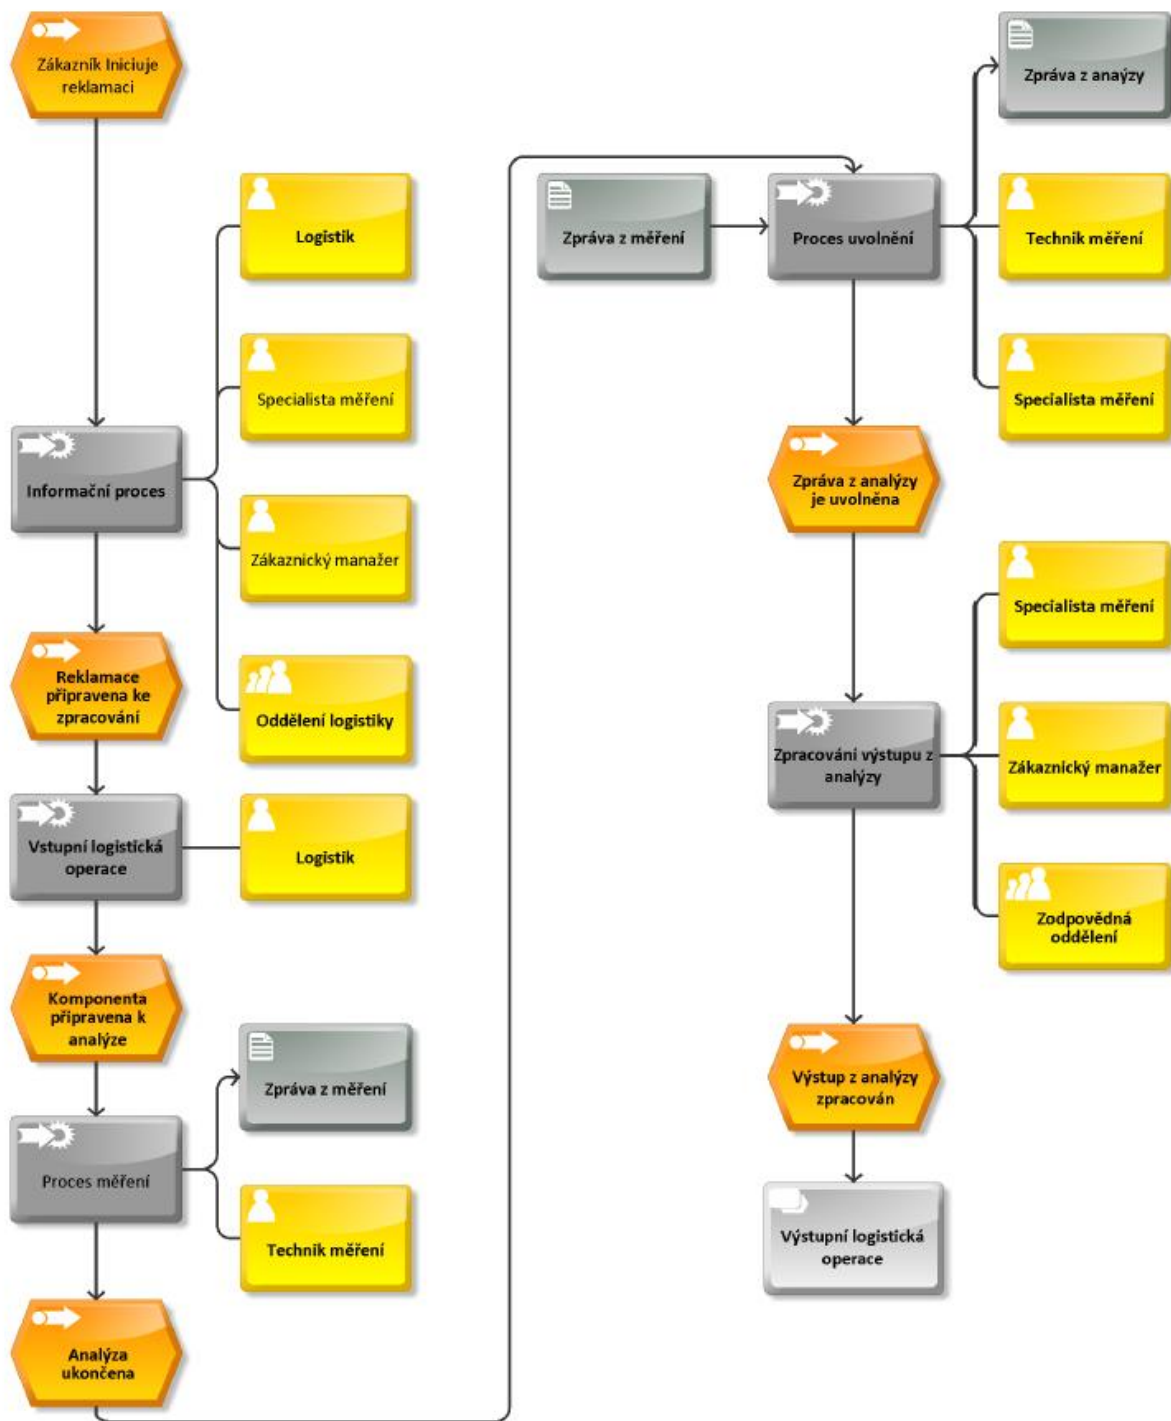 Zákazník Iniciuje
reklamaci
Logistik
Specialista měření
Informační proces
Zákaznický manažer
Reklamace
připravena ke
zpracování
Oddělení logistiky
Vstupní logistická
operace
Logistik
Komponenta
připravena k
analýze
Zpráva z měření
Proces měření
Technik měření
Analýza
ukončena
Zpráva z anaýzy
Zpráva z měření
Proces uvolnění
Technik měření
Specialista měření
Zpráva z analýzy
je uvolněna
Specialista měření
Zpracování výstupu z
analýzy
Zákaznický manažer
Zodpovědná
oddělení
Výstup z analýzy
zpracován
Výstupní logistická
operace